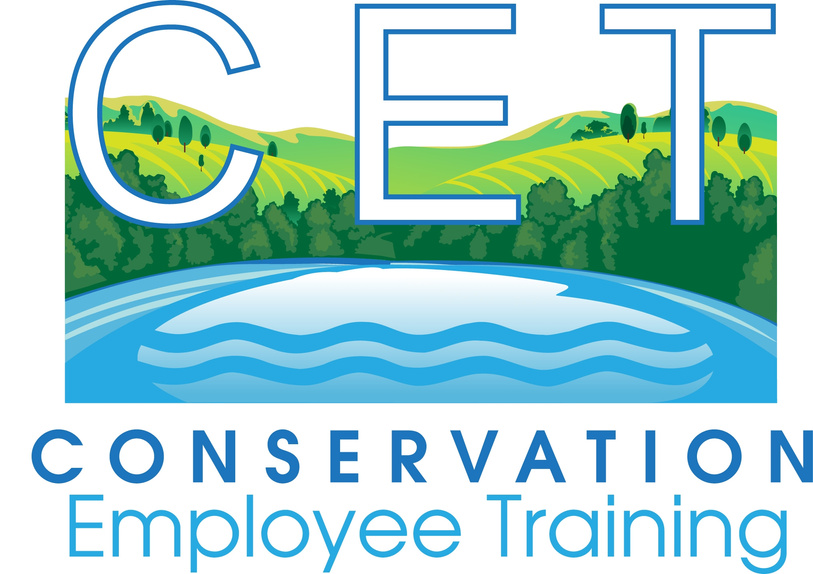 CET
CONSERVATION
Employee Training